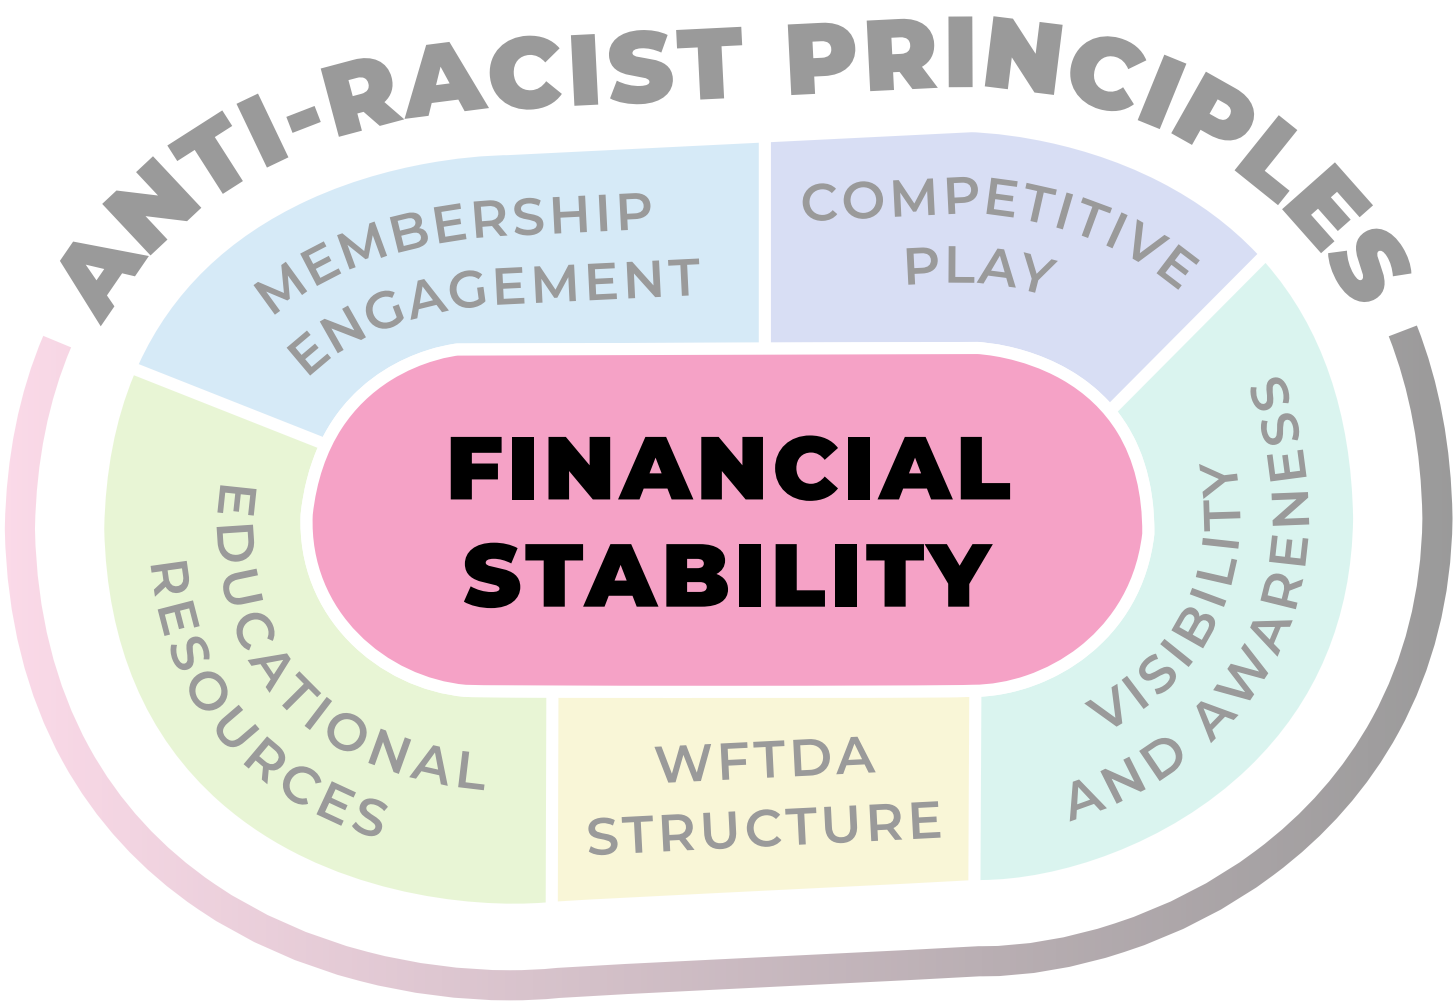 ANTI-RACIST PRINCIPLES
MEMBERSHIP
ENGAGEMENT
COMPETITIVE
PLAY
VISIBILITY
AND AWARENESS
WFTDA
STRUCTURE
EDUCATIONAL
RESOURCES
FINANCIAL
STABILITY